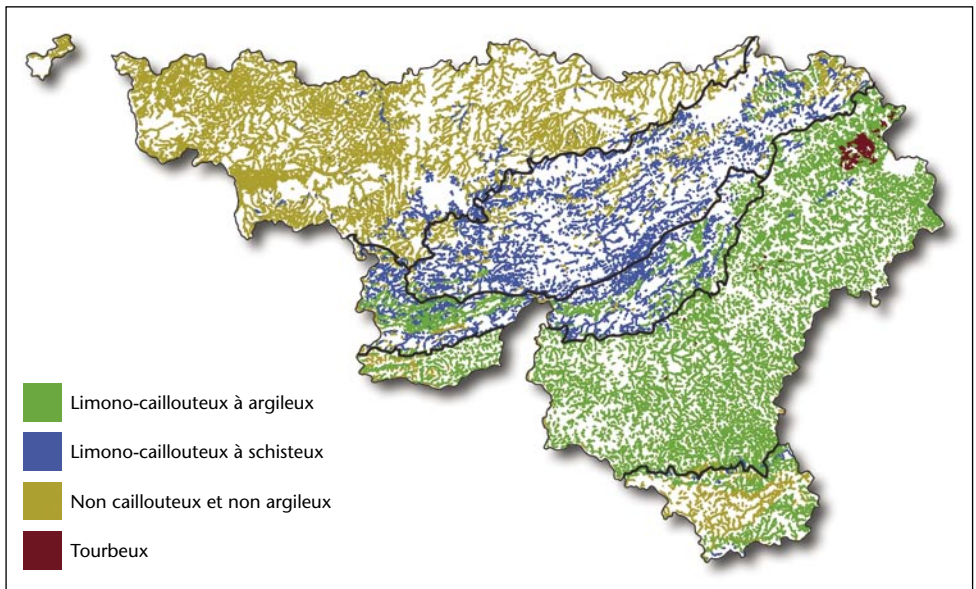 Limono-caillouteux à argileux
Limono-caillouteux à schisteux
Non caillouteux et non argileux
Tourbeux